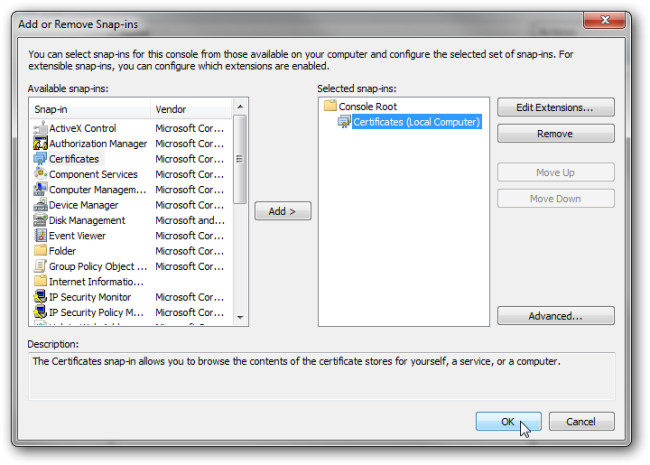 Add or Remove Snap-ins
You can select snap-ins for this console from those available on your computer and configure the selected set of snap-ins. For
extensible snap-ins, you can configure which extensions are enabled.
Available snap-ins:
Snap-in Vendor
ActiveX Control Microsoft Cor...
Authorization Manager Microsoft Cor...
Certificates Microsoft Cor...
Component Services Microsoft Cor...
Computer Managem... Microsoft Cor...
Device Manager Microsoft Cor...
Disk Management Microsoft and...
Event Viewer Microsoft Cor...
Folder Microsoft Cor...
Group Policy Object ... Microsoft Cor...
Internet Informatio... Microsoft Cor...
IP Security Monitor Microsoft Cor...
IP Security Policy M... Microsoft Cor...
Add >
Selected snap-ins:
Console Root
Certificates (Local Computer)
Edit Extensions...
Remove
Move Up
Move Down
Advanced...
Description:
The Certificates snap-in allows you to browse the contents of the certificate stores for yourself, a service, or a computer.
OK
Cancel